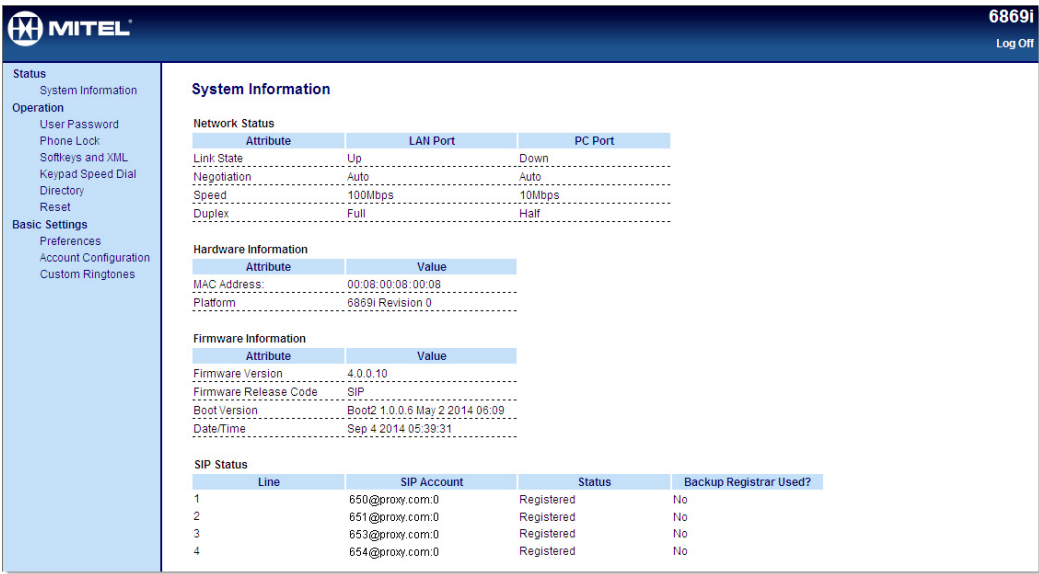 MITEL
6869i
Log Off
Status
System Information
Operation
User Password
Phone Lock
Softkeys and XML
Keypad Speed Dial
Directory
Reset
Basic Settings
Preferences
Account Configuration
Custom Ringtones
System Information
Network Status
Attribute LAN Port PC Port
Link State Up Down
Negotiation Auto Auto
Speed 100Mbps 10Mbps
Duplex Full Half
Hardware Information
Attribute Value
MAC Address: 00:08:00:08:00:08
Platform 6869i Revision 0
Firmware Information
Attribute Value
Firmware Version 4.0.0.10
Firmware Release Code SIP
Boot Version Boot2 1.0.0.6 May 2 2014 06:09
Date/Time Sep 4 2014 05:39:31
SIP Status
Line SIP Account Status Backup Registrar Used?
1 650@proxy.com:0 Registered No
2 651@proxy.com:0 Registered No
3 653@proxy.com:0 Registered No
4 654@proxy.com:0 Registered No